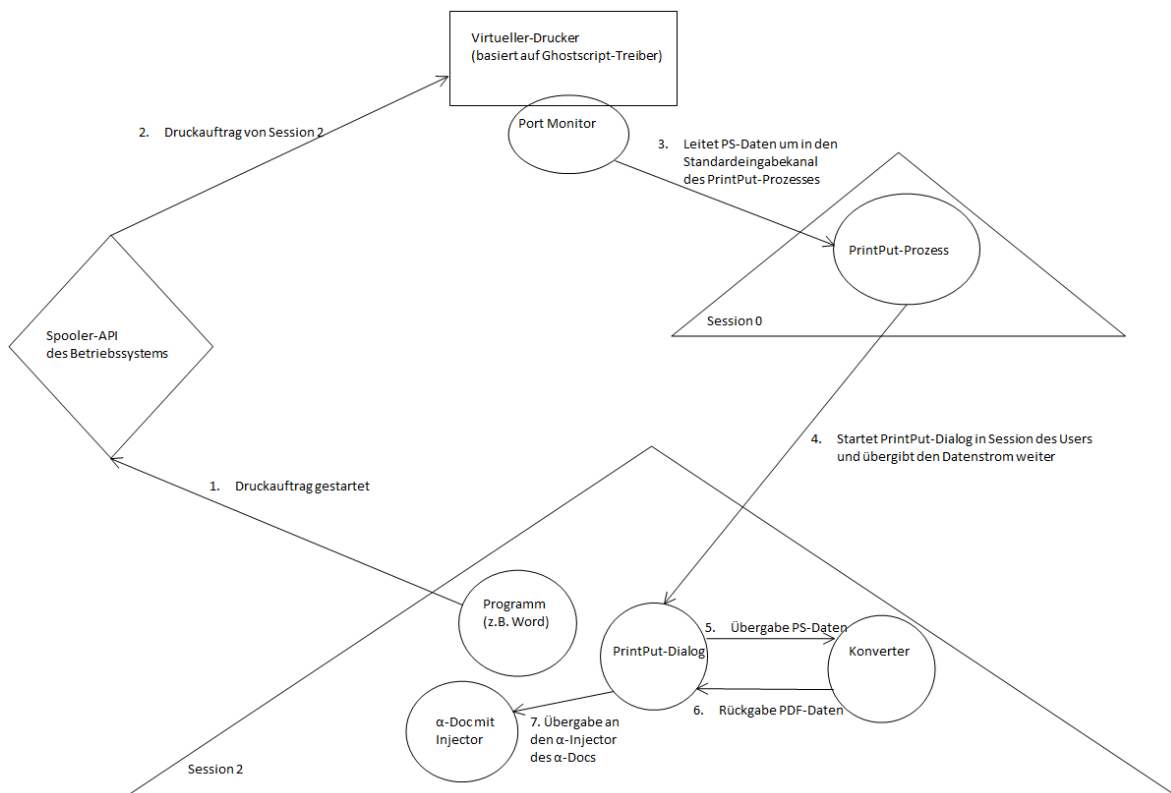 Virtueller-Drucker
(basiert auf Ghostscript-Treiber)
Port Monitor
2. Druckauftrag von Session 2
3. Leitet PS-Daten um in den
Standardeingabekanal
des PrintPut-Prozesses
PrintPut-Prozess
Session 0
Spooler-API
des Betriebssystems
4. Startet PrintPut-Dialog in Session des Users
und übergibt den Datenstrom weiter
1. Druckauftrag gestartet
Programm
(z.B. Word)
5. Übergabe PS-Daten
PrintPut-Dialog
Konverter
6. Rückgabe PDF-Daten
α-Doc mit
Injector
7. Übergabe an
den α-Injector
des α-Docs
Session 2